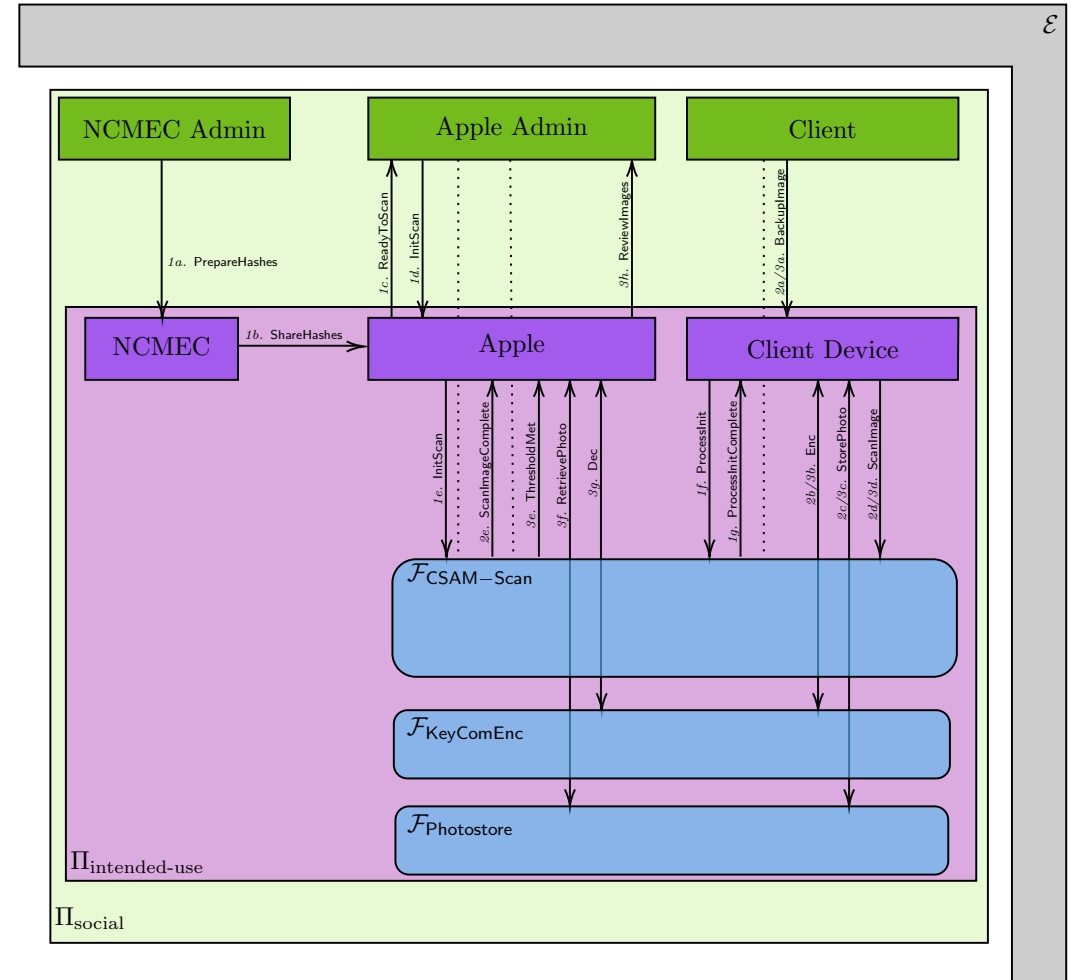 ℰ
NCMEC Admin
Apple Admin
Client
1a. PrepareHashes
1c. ReadyToScan
1d. InitScan
3h. ReviewImages
2a/3a. BackupImage
NCMEC
1b. ShareHashes
Apple
Client Device
1e. InitScan
2e. ScanImageComplete
3e. ThresholdMet
3f. RetrievePhoto
3g. Dec
1f. ProcessInit
1g. ProcessInitComplete
2b/3b. Enc
2c/3c. StorePhoto
2d/3d. ScanImage
ℱCSAM−Scan
ℱKeyComEnc
ℱPhotostore
Πintended-use
Πsocial